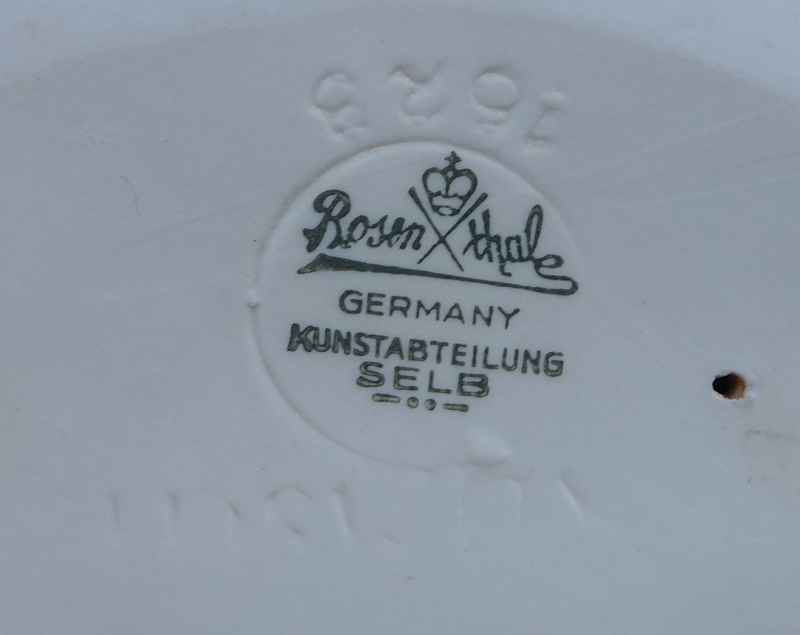 Rosenthal
GERMANY
KUNSTABTEILUNG
SELB